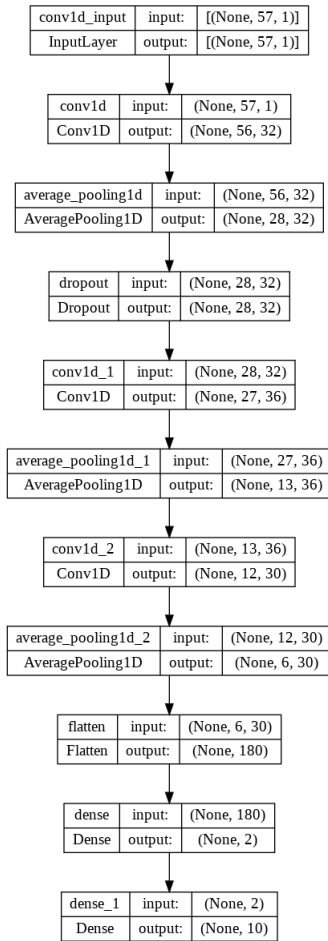 conv1d_input input: [(None, 57, 1)]
InputLayer output: [(None, 57, 1)]
conv1d input: (None, 57, 1)
Conv1D output: (None, 56, 32)
average_pooling1d input: (None, 56, 32)
AveragePooling1D output: (None, 28, 32)
dropout input: (None, 28, 32)
Dropout output: (None, 28, 32)
conv1d_1 input: (None, 28, 32)
Conv1D output: (None, 27, 36)
average_pooling1d_1 input: (None, 27, 36)
AveragePooling1D output: (None, 13, 36)
conv1d_2 input: (None, 13, 36)
Conv1D output: (None, 12, 30)
average_pooling1d_2 input: (None, 12, 30)
AveragePooling1D output: (None, 6, 30)
flatten input: (None, 6, 30)
Flatten output: (None, 180)
dense input: (None, 180)
Dense output: (None, 2)
dense_1 input: (None, 2)
Dense output: (None, 10)